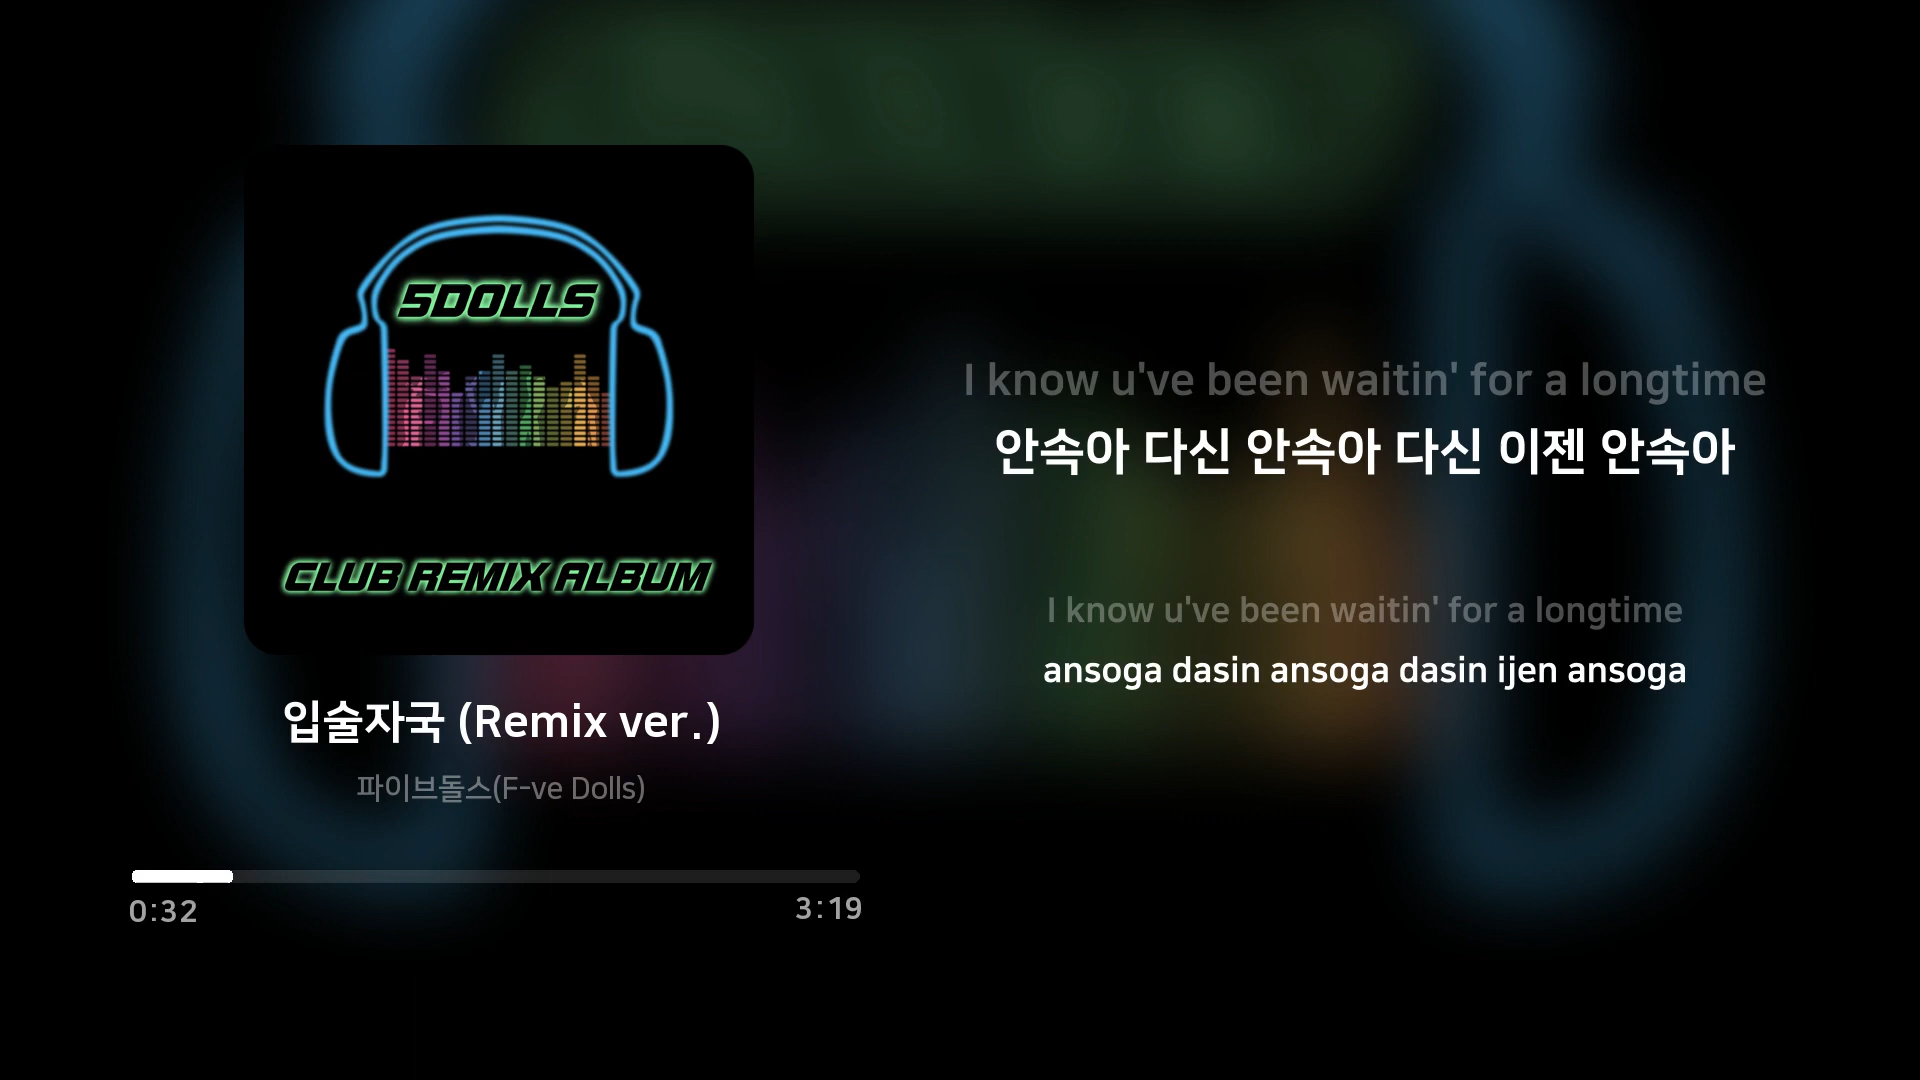 5DOLLS
CLUB REMIX ALBUM
입술자국 (Remix ver.)
파이브돌스(F-ve Dolls)
0:32
3:19
I know u've been waitin' for a longtime
안속아 다신 안속아 다신 이젠 안속아
I know u've been waitin' for a longtime
ansoga dasin ansoga dasin ijen ansoga